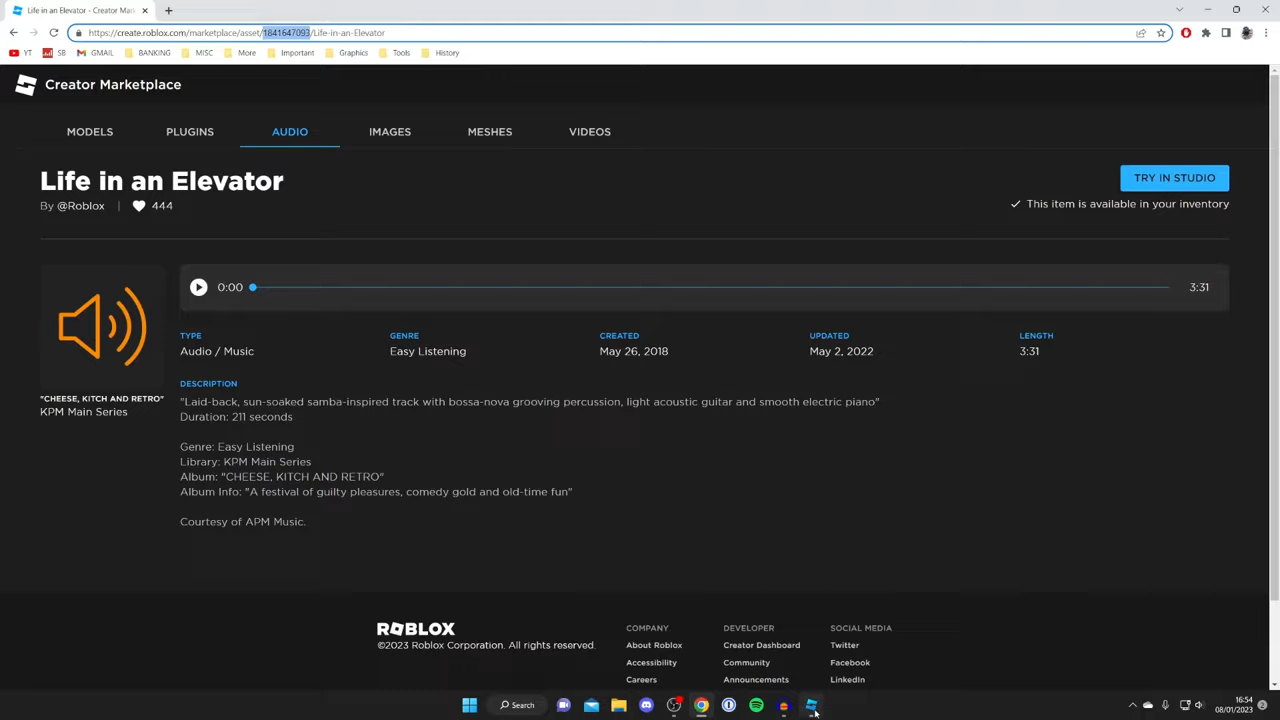 Life in an Elevator - Creator Mark
https://create.roblox.com/marketplace/asset/1841647093/Life-in-an-Elevator
YT SB GMAIL BANKING MISC More Important Graphics Tools History
Creator Marketplace
MODELS PLUGINS AUDIO IMAGES MESHES VIDEOS
Life in an Elevator
TRY IN STUDIO
By @Roblox | 444
This item is available in your inventory
0:00 3:31
TYPE GENRE CREATED UPDATED LENGTH
Audio / Music Easy Listening May 26, 2018 May 2, 2022 3:31
DESCRIPTION
"CHEESE, KITCH AND RETRO"
KPM Main Series
"Laid-back, sun-soaked samba-inspired track with bossa-nova grooving percussion, light acoustic guitar and smooth electric piano"
Duration: 211 seconds
Genre: Easy Listening
Library: KPM Main Series
Album: "CHEESE, KITCH AND RETRO"
Album Info: "A festival of guilty pleasures, comedy gold and old-time fun"
Courtesy of APM Music.
ROBLOX
©2023 Roblox Corporation. All rights reserved.
COMPANY DEVELOPER SOCIAL MEDIA
About Roblox Creator Dashboard Twitter
Accessibility Community Facebook
Careers Announcements LinkedIn
Search
16:54
08/01/2023